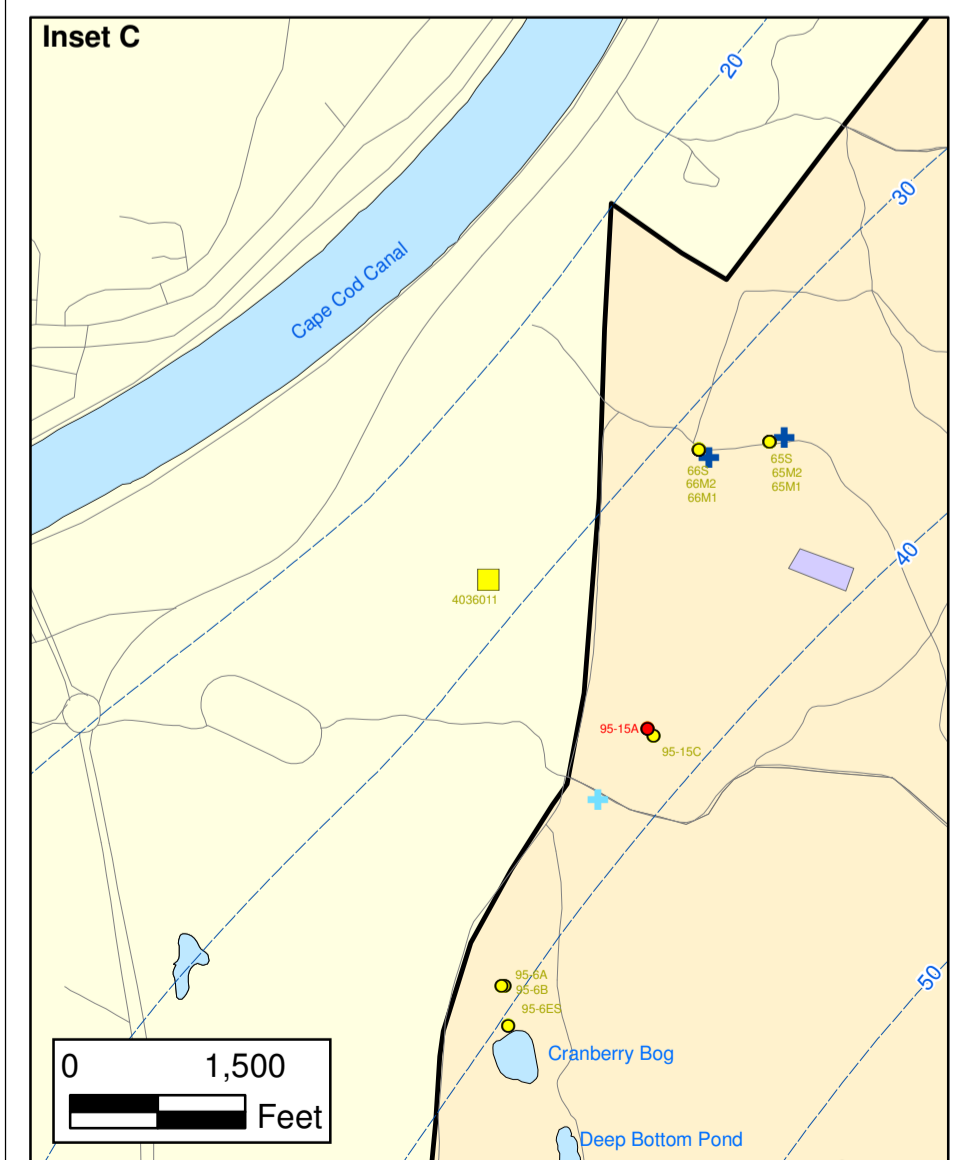 Inset C
20
30
Cape Cod Canal
66S
66M2
66M1
65S
65M2
65M1
40
4036011
95-15A
95-15C
50
95-6A
95-6B
95-6ES
Cranberry Bog
0 1,500
Feet
Deep Bottom Pond